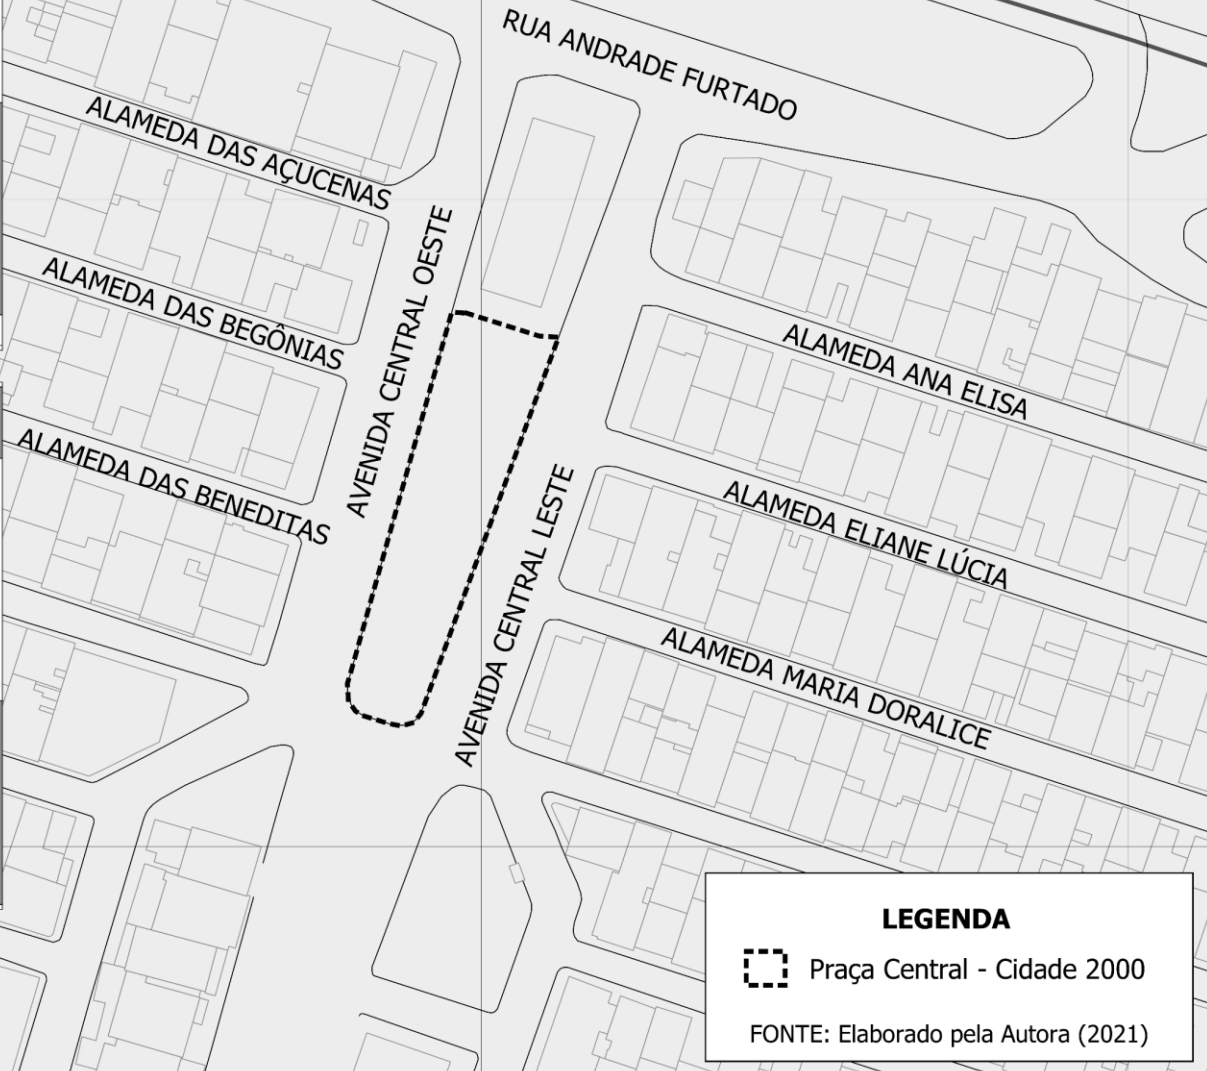 RUA ANDRADE FURTADO
ALAMEDA DAS AÇUCENAS
AVENIDA CENTRAL OESTE
ALAMEDA DAS BEGÔNIAS
ALAMEDA ANA ELISA
ALAMEDA DAS BENEDITAS
AVENIDA CENTRAL LESTE
ALAMEDA ELIANE LÚCIA
ALAMEDA MARIA DORALICE
LEGENDA
Praça Central - Cidade 2000
FONTE: Elaborado pela Autora (2021)